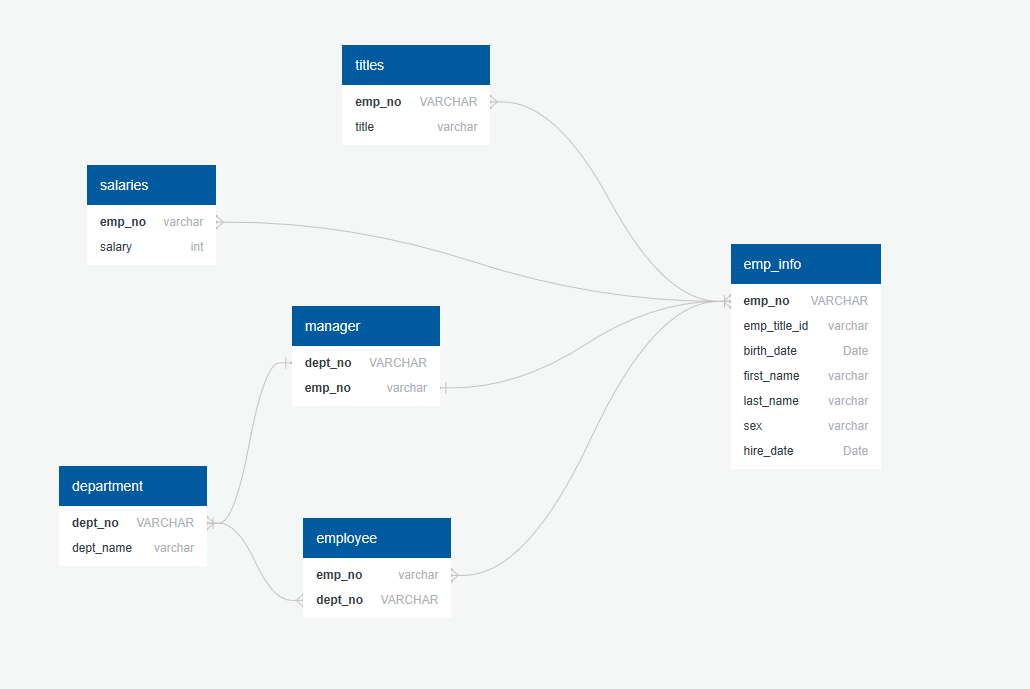 titles
emp_no VARCHAR
title varchar
salaries
emp_no varchar
salary int
emp_info
emp_no VARCHAR
emp_title_id varchar
birth_date Date
first_name varchar
last_name varchar
sex varchar
hire_date Date
manager
dept_no VARCHAR
emp_no varchar
department
dept_no VARCHAR
dept_name varchar
employee
emp_no varchar
dept_no VARCHAR